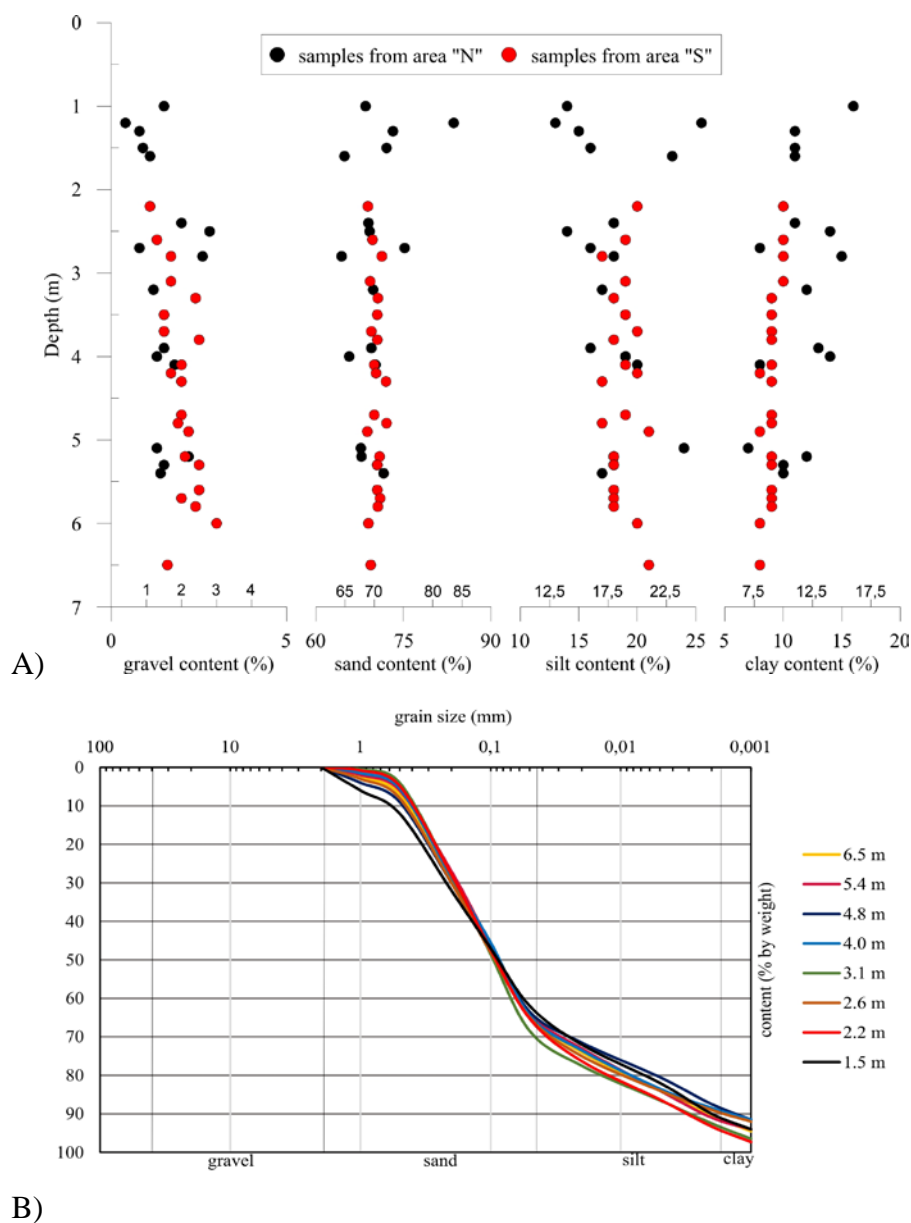 0
samples from area "N" samples from area "S"
1
2
3
Depth (m)
4
5
6
1 2 3 4 65 70 80 85 12,5 17,5 22,5 7,5 12,5 17,5
7
0 5 60 75 90 10 15 20 25 5 10 15 20
gravel content (%) sand content (%) silt content (%) clay content (%)
A)
grain size (mm)
100 10 1 0,1 0,01 0,001
0
10
20
30
40
50
60
70
80
90
100
content (% by weight)
6.5 m
5.4 m
4.8 m
4.0 m
3.1 m
2.6 m
2.2 m
1.5 m
gravel sand silt clay
B)